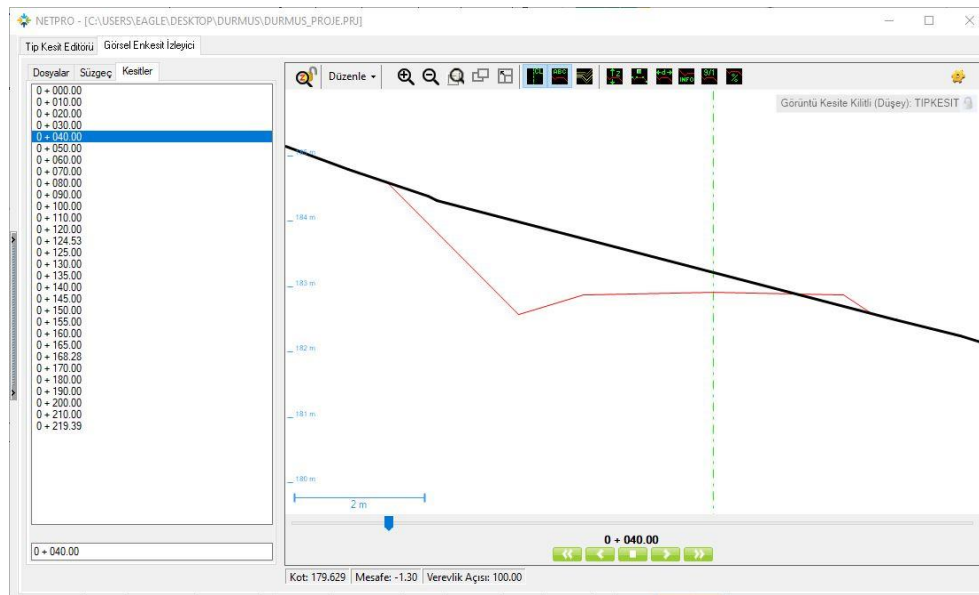 NETPRO - [C:\USERS\EAGLE\DESKTOP\DURMUS\DURMUS_PROJE.PRJ]
Tip Kesit Editörü Görsel Enkesit İzleyici
Dosyalar Süzgeç Kesitler
0 + 000.00
0 + 010.00
0 + 020.00
0 + 030.00
0 + 040.00
0 + 050.00
0 + 060.00
0 + 070.00
0 + 080.00
0 + 090.00
0 + 100.00
0 + 110.00
0 + 120.00
0 + 124.53
0 + 125.00
0 + 130.00
0 + 135.00
0 + 140.00
0 + 145.00
0 + 150.00
0 + 155.00
0 + 160.00
0 + 165.00
0 + 168.28
0 + 170.00
0 + 180.00
0 + 190.00
0 + 200.00
0 + 210.00
0 + 219.39
0 + 040.00
Düzenle
CL ABC INFO 9/1 %
Görüntü Kesite Kilitli (Düşey): TIPKESIT
184 m
183 m
182 m
181 m
180 m
2 m
0 + 040.00
Kot: 179.629 Mesafe: -1.30 Verevlik Açısı: 100.00